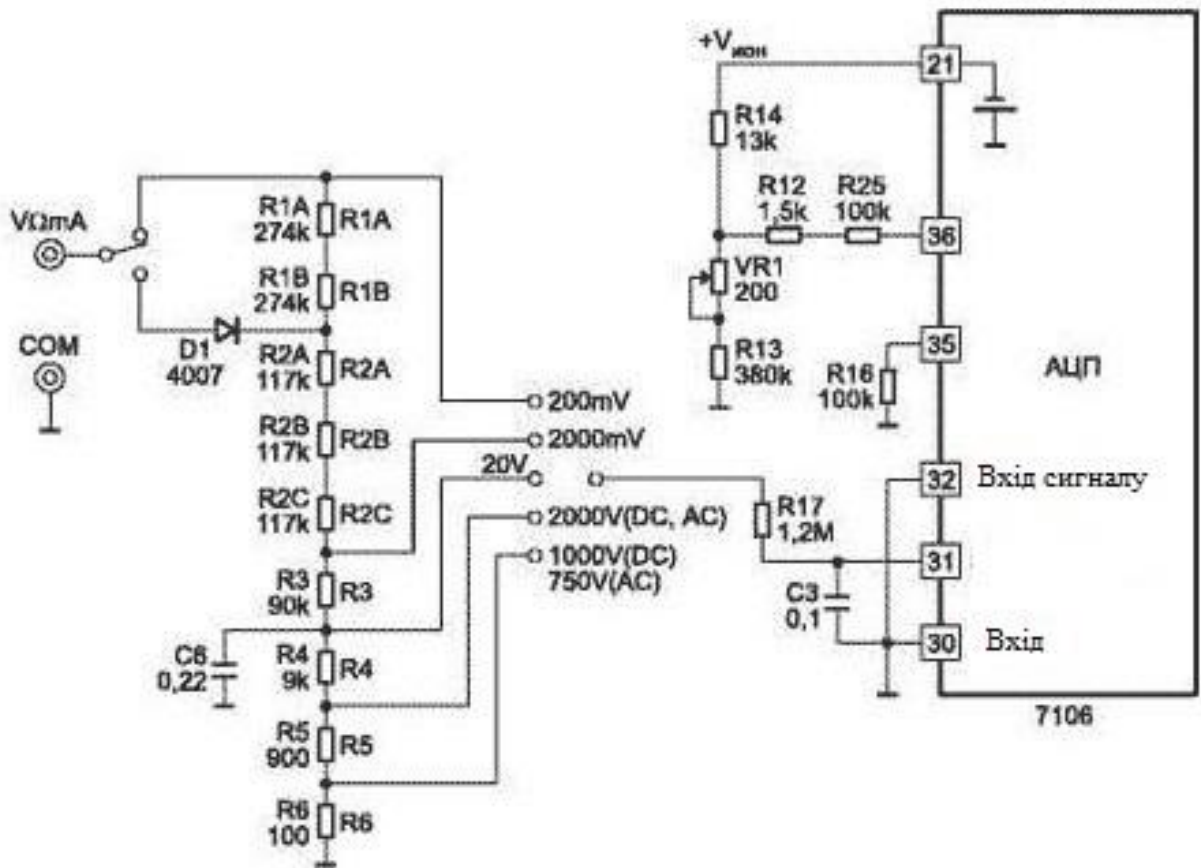 +Vион
21
R14
13k
R12
1,5k
R25
100k
36
VΩmA
R1A
274k
R1A
R1B
274k
R1B
VR1
200
COM
D1
4007
R2A
117k
R2A
R13
380k
35
R16
100k
АЦП
200mV
R2B
117k
R2B
2000mV
20V
32
Вхід сигналу
R2C
117k
R2C
2000V(DC, AC)
R17
1,2M
1000V(DC)
750V(AC)
31
R3
90k
R3
C3
0,1
30
Вхід
C6
0,22
R4
9k
R4
7106
R5
900
R5
R6
100
R6